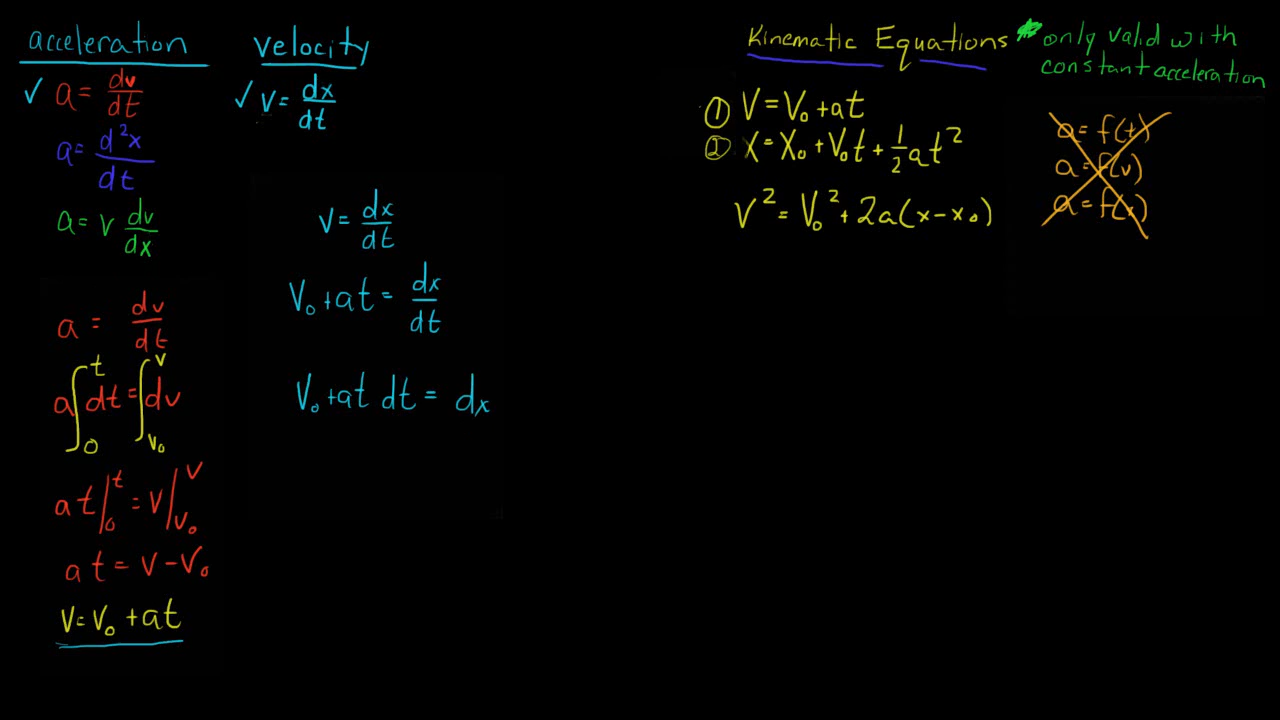 acceleration
✓ a = dv/dt
a = d²x/dt
a = v dv/dx
a = dv/dt
a ∫₀ᵗ dt = ∫ᵥ₀ᵛ dv
at|₀ᵗ = v|ᵥ₀ᵛ
at = v - v₀
v = v₀ + at
velocity
✓ v = dx/dt
v = dx/dt
v₀ + at = dx/dt
v₀ + at dt = dx
Kinematic Equations
* only valid with
constant acceleration
① V = V₀ + at
② x = x₀ + v₀t + 1/2 at²
V² = V₀² + 2a(x - x₀)
a = f(t)
a = f(v)
a = f(x)